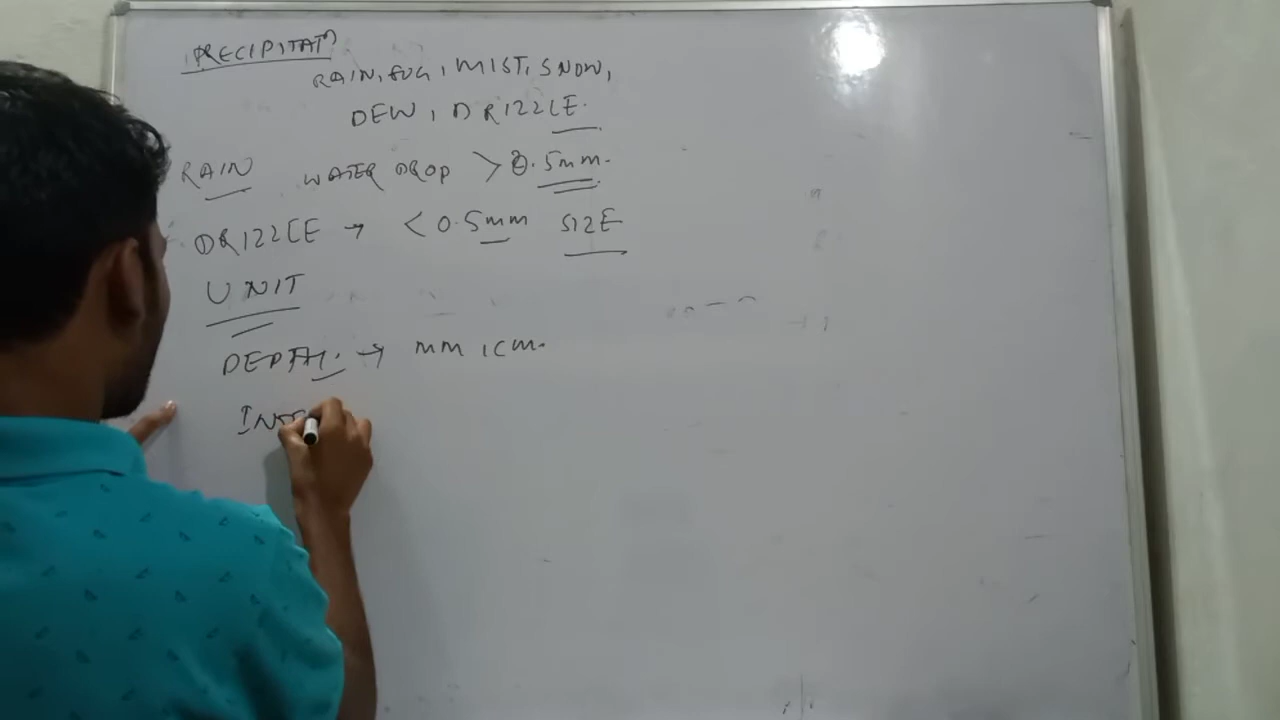 PRECIPITATN
RAIN, FOG, MIST, SNOW,
DEW, DRIZZLE.
RAIN WATER DROP > 0.5mm.
DRIZZLE → < 0.5mm SIZE
UNIT
DEPTH. → mm, cm.